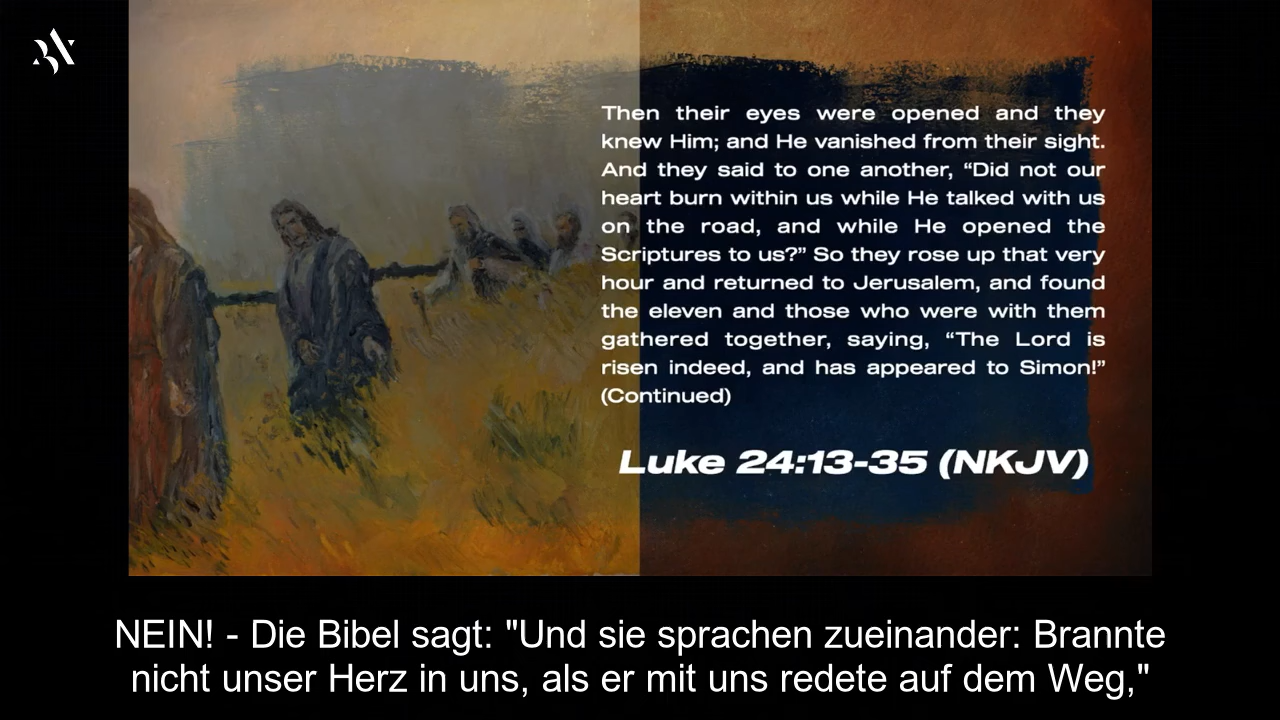 Then their eyes were opened and they
knew Him; and He vanished from their sight.
And they said to one another, “Did not our
heart burn within us while He talked with us
on the road, and while He opened the
Scriptures to us?” So they rose up that very
hour and returned to Jerusalem, and found
the eleven and those who were with them
gathered together, saying, “The Lord is
risen indeed, and has appeared to Simon!”
(Continued)
Luke 24:13-35 (NKJV)
NEIN! - Die Bibel sagt: "Und sie sprachen zueinander: Brannte
nicht unser Herz in uns, als er mit uns redete auf dem Weg,"